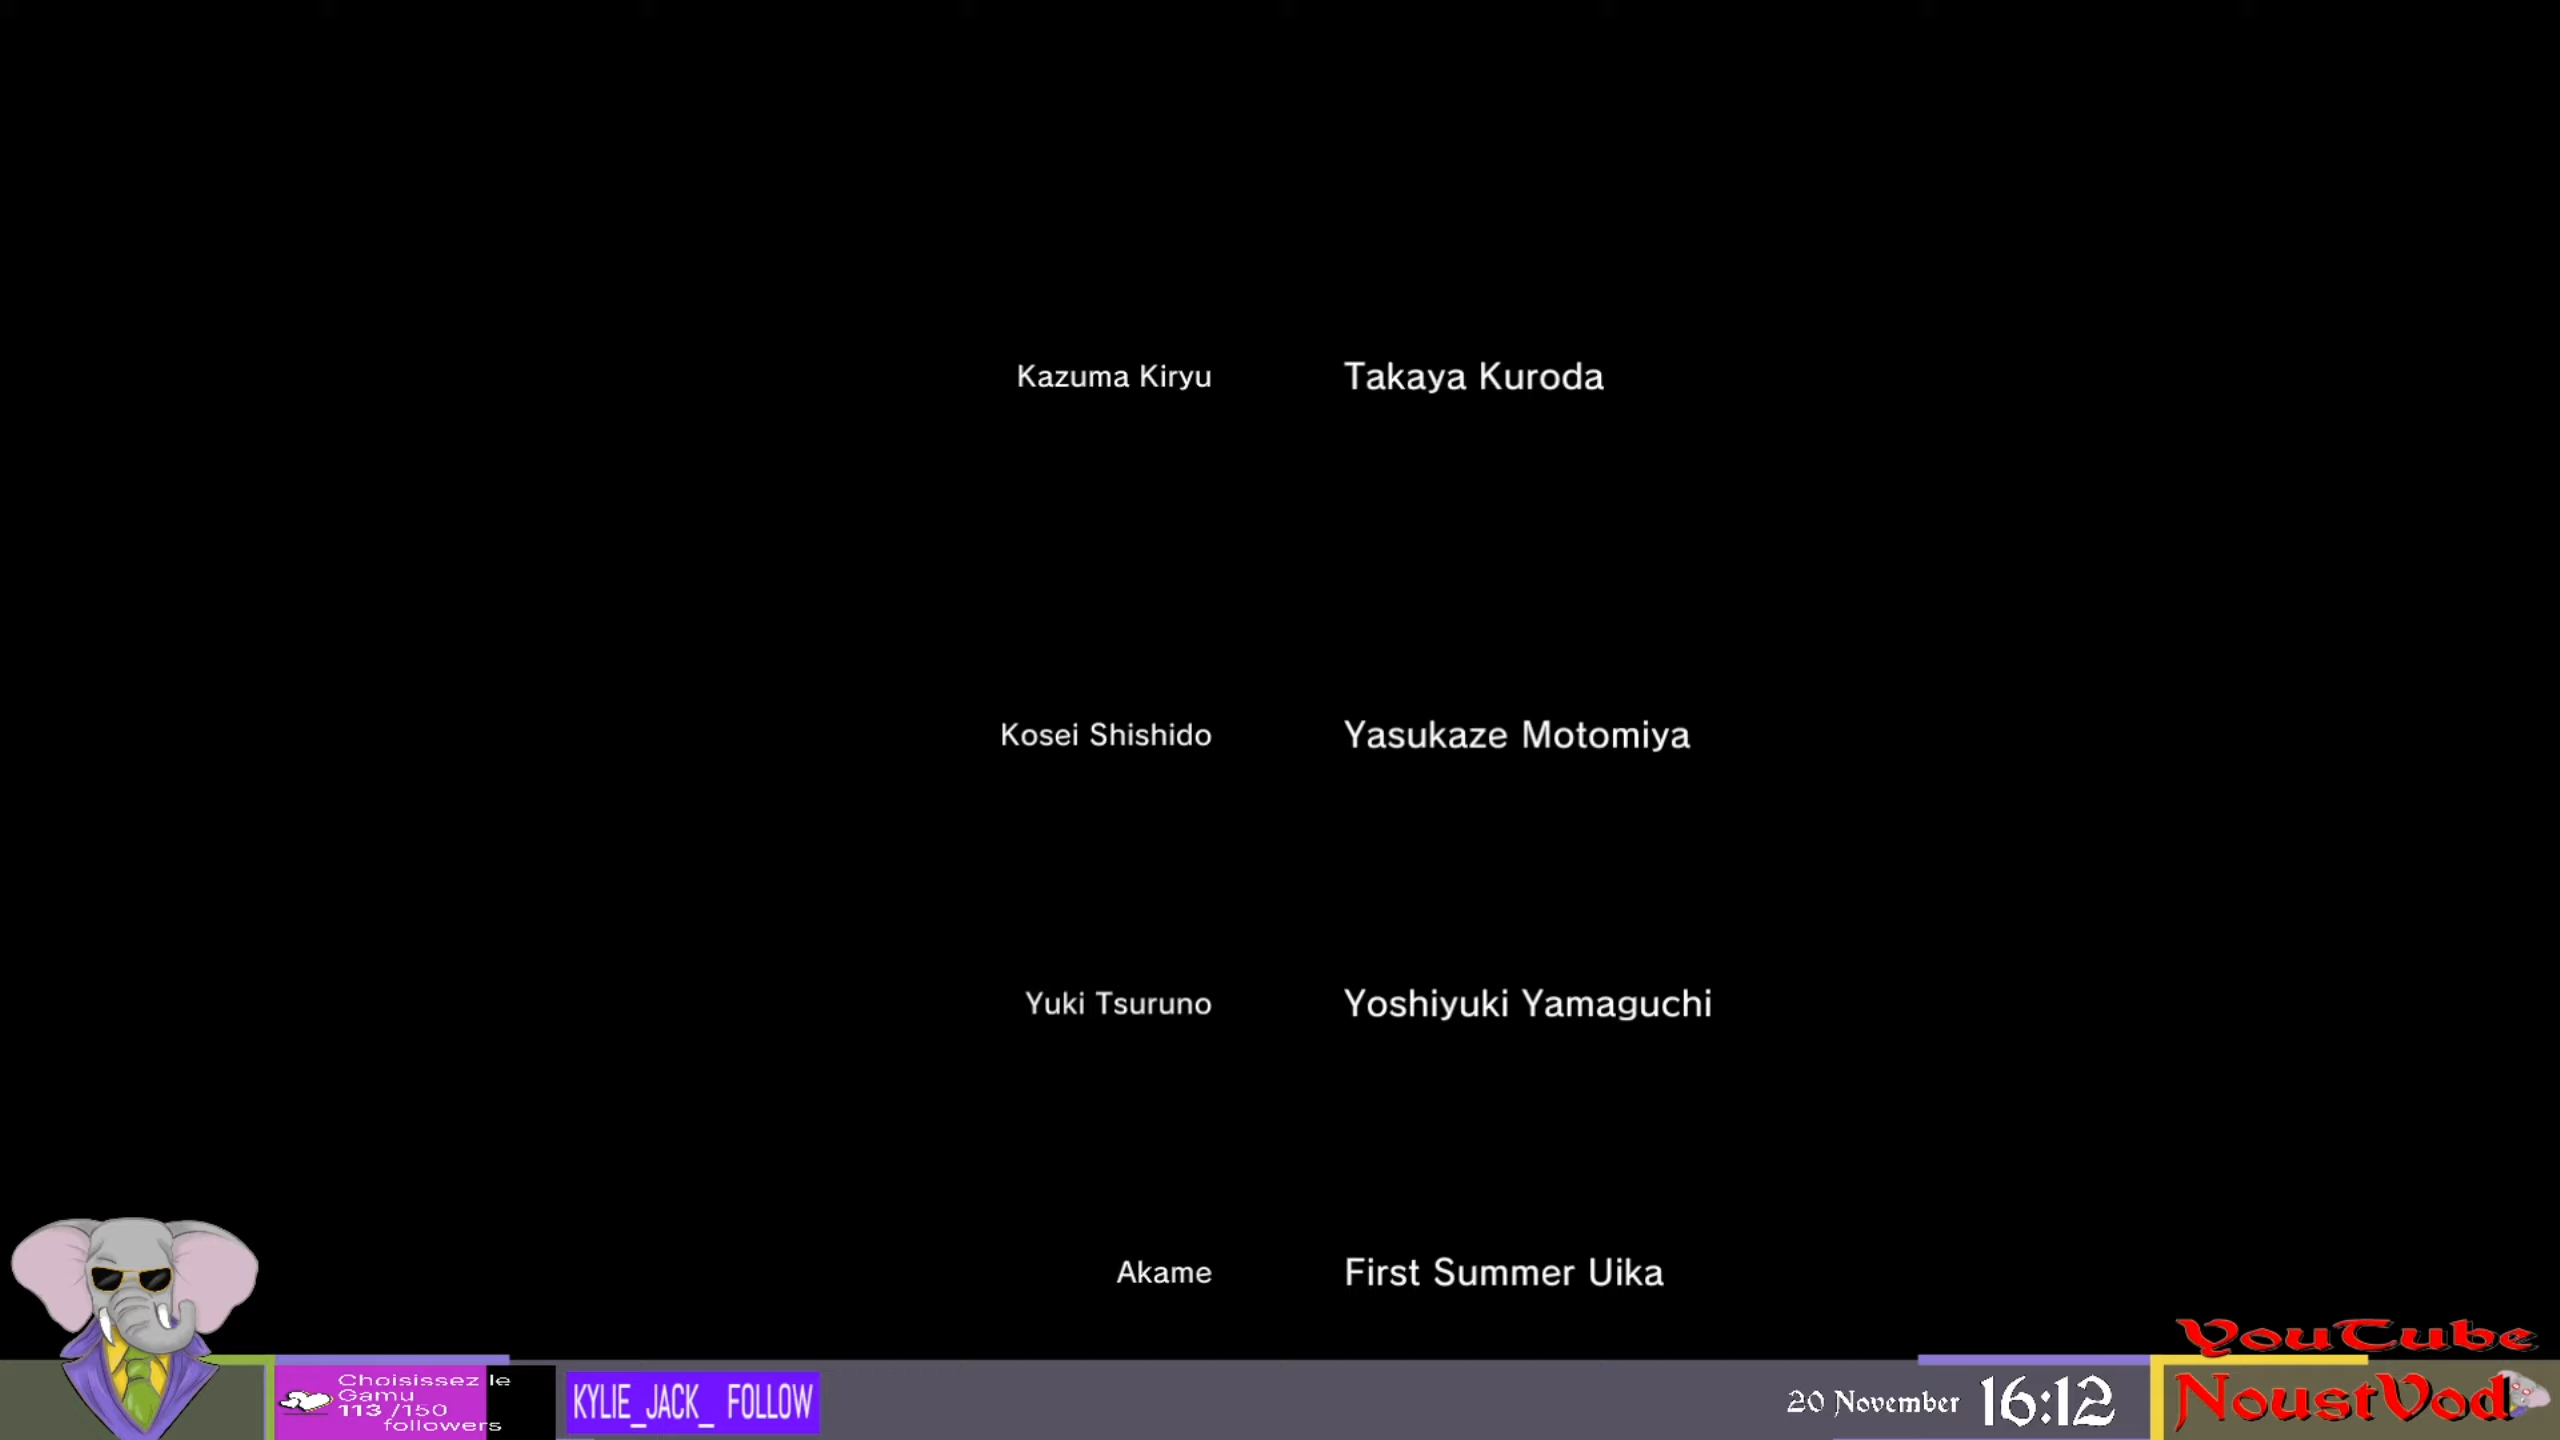 Kazuma Kiryu Takaya Kuroda
Kosei Shishido Yasukaze Motomiya
Yuki Tsuruno Yoshiyuki Yamaguchi
Akame First Summer Uika
Choisissez le
Gamu
113 /150
followers
KYLIE_JACK_ FOLLOW
20 November 16:12
YouTube
NoustVod